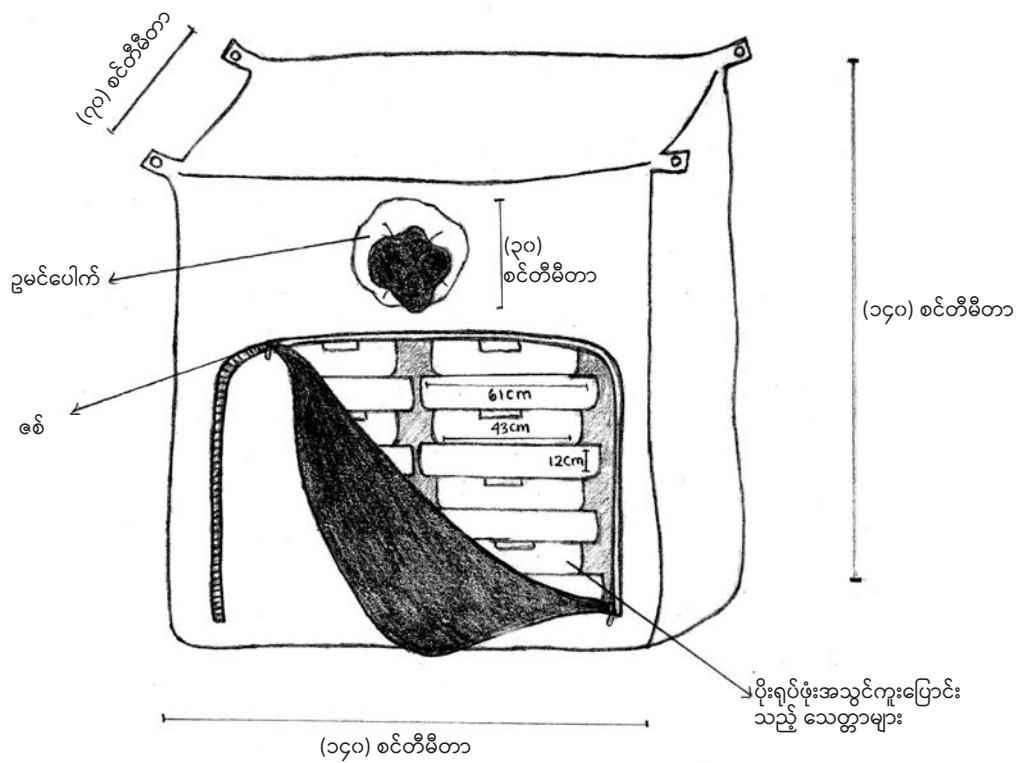 (၇၀) စင်တီမီတာ
(၃၀)
စင်တီမီတာ
ဥမင်ပေါက်
(၁၄၀) စင်တီမီတာ
61cm
43cm
ဇစ်
12cm
ပိုးရုပ်ဖုံးအသွင်ကူးပြောင်း
သည့် သေတ္တာများ
(၁၄၀) စင်တီမီတာ